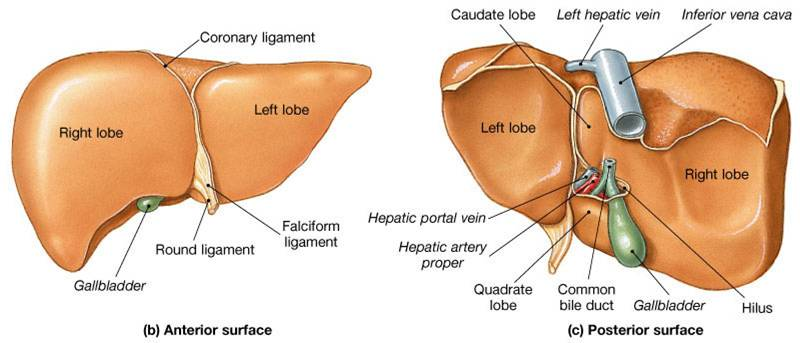 Coronary ligament
Right lobe
Left lobe
Falciform
ligament
Round ligament
Gallbladder
(b) Anterior surface
Caudate lobe
Left hepatic vein
Inferior vena cava
Left lobe
Right lobe
Hepatic portal vein
Hepatic artery
proper
Quadrate
lobe
Common
bile duct
Gallbladder
Hilus
(c) Posterior surface